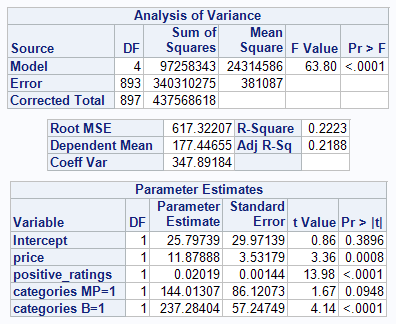 Analysis of Variance
Source DF Sum of Squares Mean Square F Value Pr > F
Model 4 97258343 24314586 63.80 <.0001
Error 893 340310275 381087
Corrected Total 897 437568618
Root MSE 617.32207 R-Square 0.2223
Dependent Mean 177.44655 Adj R-Sq 0.2188
Coeff Var 347.89184
Parameter Estimates
Variable DF Parameter Estimate Standard Error t Value Pr > |t|
Intercept 1 25.79739 29.97139 0.86 0.3896
price 1 11.87888 3.53179 3.36 0.0008
positive_ratings 1 0.02019 0.00144 13.98 <.0001
categories MP=1 1 144.01307 86.12073 1.67 0.0948
categories B=1 1 237.28404 57.24749 4.14 <.0001